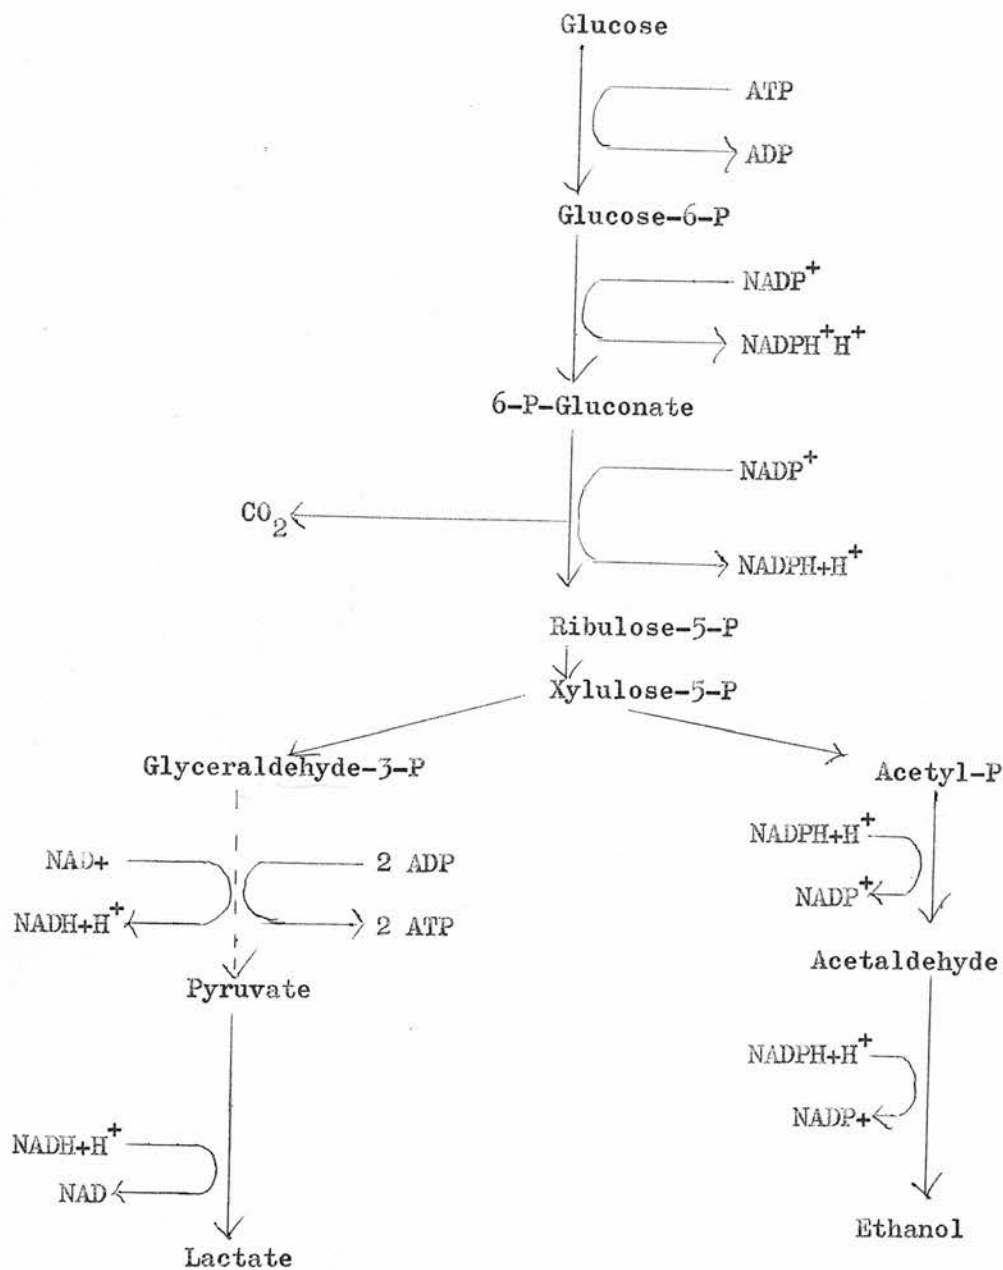 Glucose
ATP
ADP
Glucose-6-P
NADP+
NADPH+H+
6-P-Gluconate
NADP+
CO2
NADPH+H+
Ribulose-5-P
Xylulose-5-P
Glyceraldehyde-3-P
Acetyl-P
NADPH+H+
NAD+
2 ADP
NADP+
NADH+H+
2 ATP
Acetaldehyde
Pyruvate
NADPH+H+
NADP+
NADH+H+
NAD
Ethanol
Lactate